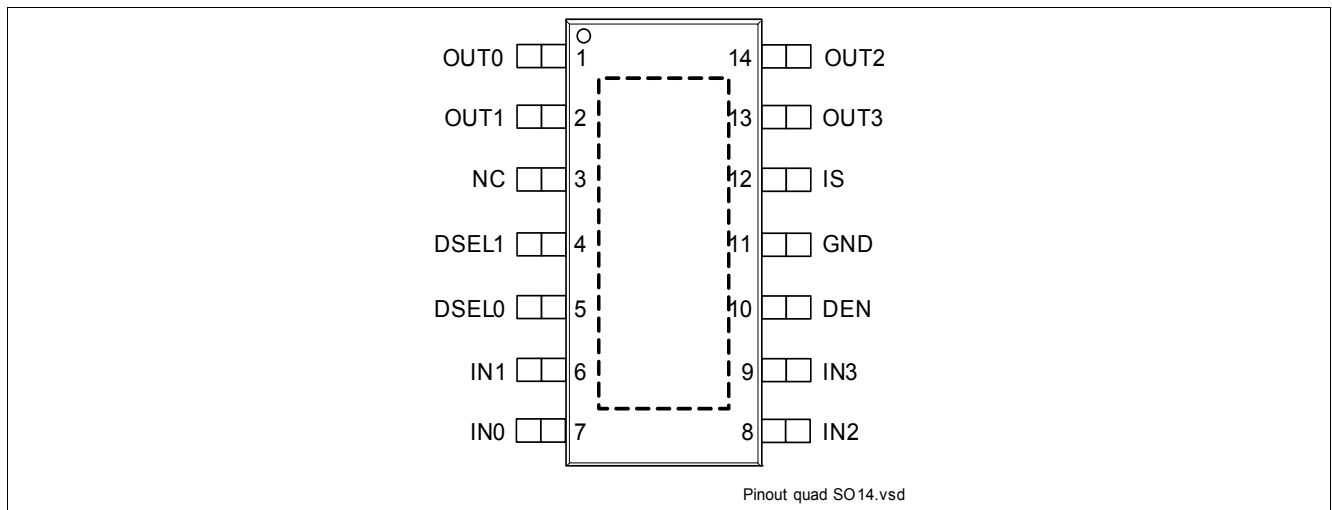 OUT0 1 14 OUT2
OUT1 2 13 OUT3
NC 3 12 IS
DSEL1 4 11 GND
DSEL0 5 10 DEN
IN1 6 9 IN3
IN0 7 8 IN2
Pinout quad SO14.vsd